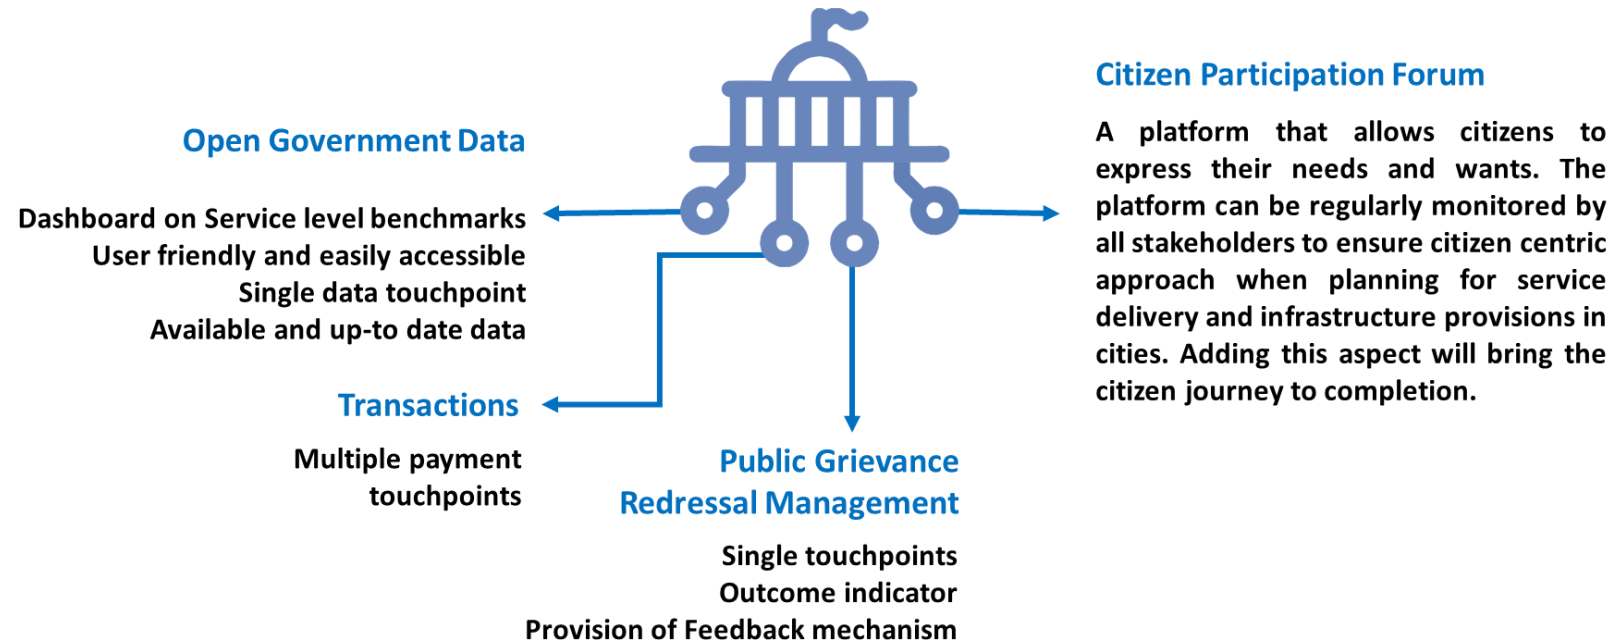 Open Government Data
Dashboard on Service level benchmarks
User friendly and easily accessible
Single data touchpoint
Available and up-to date data
Transactions
Multiple payment
touchpoints
Public Grievance
Redressal Management
Single touchpoints
Outcome indicator
Provision of Feedback mechanism
Citizen Participation Forum
A platform that allows citizens to
express their needs and wants. The
platform can be regularly monitored by
all stakeholders to ensure citizen centric
approach when planning for service
delivery and infrastructure provisions in
cities. Adding this aspect will bring the
citizen journey to completion.